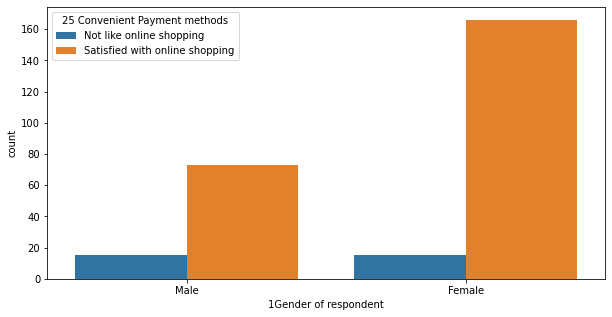 25 Convenient Payment methods
Not like online shopping
Satisfied with online shopping
160
140
120
100
80
60
40
20
0
count
Male
Female
1Gender of respondent